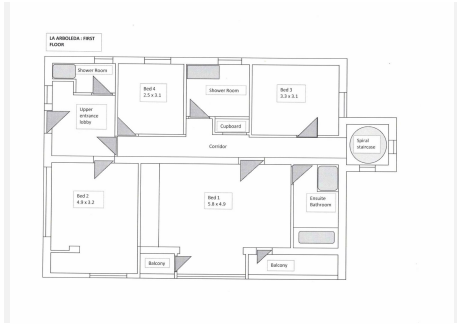 LA ARBOLEDA : FIRST
FLOOR
Shower Room
Bed 4
2.5 x 3.1
Shower Room
Bed 3
3.3 x 3.1
Upper
entrance
lobby
Cupboard
Corridor
Spiral
staircase
Bed 2
4.9 x 3.2
Bed 1
5.8 x 4.9
Ensuite
Bathroom
Balcony
Balcony